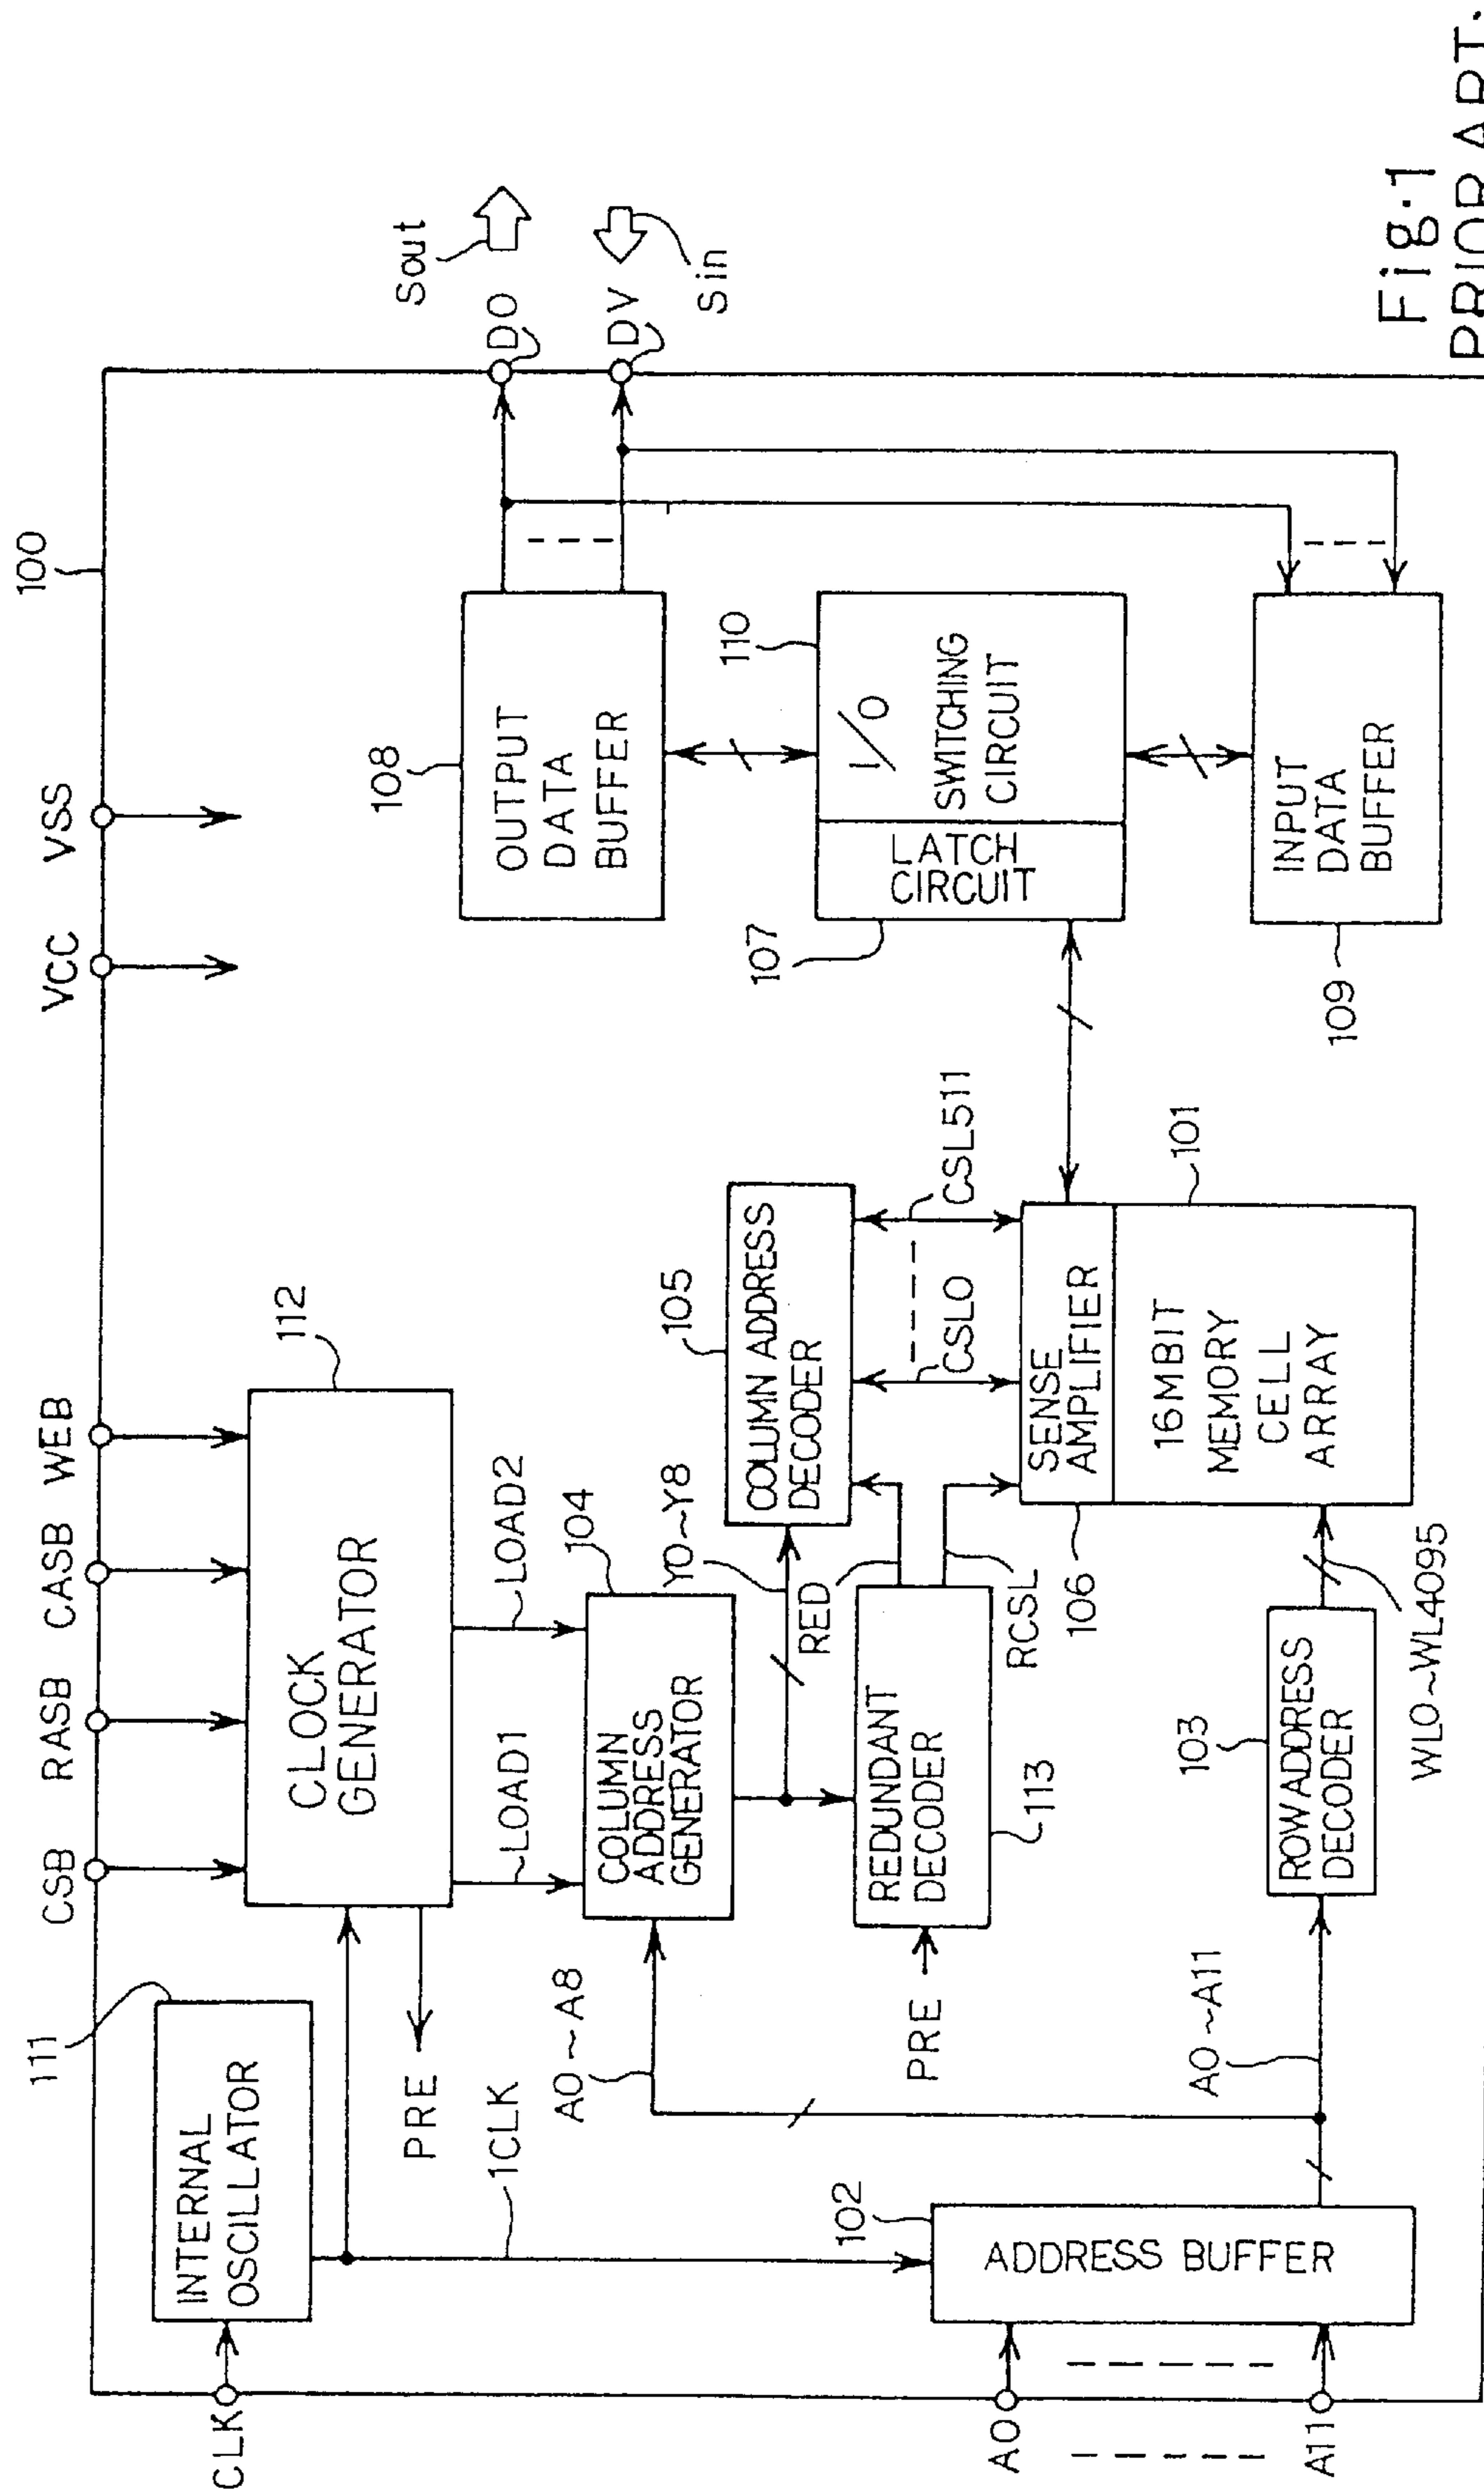 100
CSB
RASB
CASB
WEB
VCC
VSS
CLK
111
INTERNAL
OSCILLATOR
CLOCK
GENERATOR
112
PRE
1CLK
LOAD1
LOAD2
A0~A8
COLUMN
ADDRESS
GENERATOR
104
Y0~Y8
RED
105
COLUMN ADDRESS
DECODER
PRE
REDUNDANT
DECODER
113
RCSL
CSL0
CSL511
106
SENSE
AMPLIFIER
16MBIT
MEMORY
CELL
ARRAY
101
102
ADDRESS BUFFER
A0
A11
A0~A11
103
ROW ADDRESS
DECODER
WL0~WL4095
108
OUTPUT
DATA
BUFFER
107
LATCH
CIRCUIT
110
I/O
SWITCHING
CIRCUIT
109
INPUT
DATA
BUFFER
D0
Sout
DV
Sin
Fig.1
PRIOR ART.